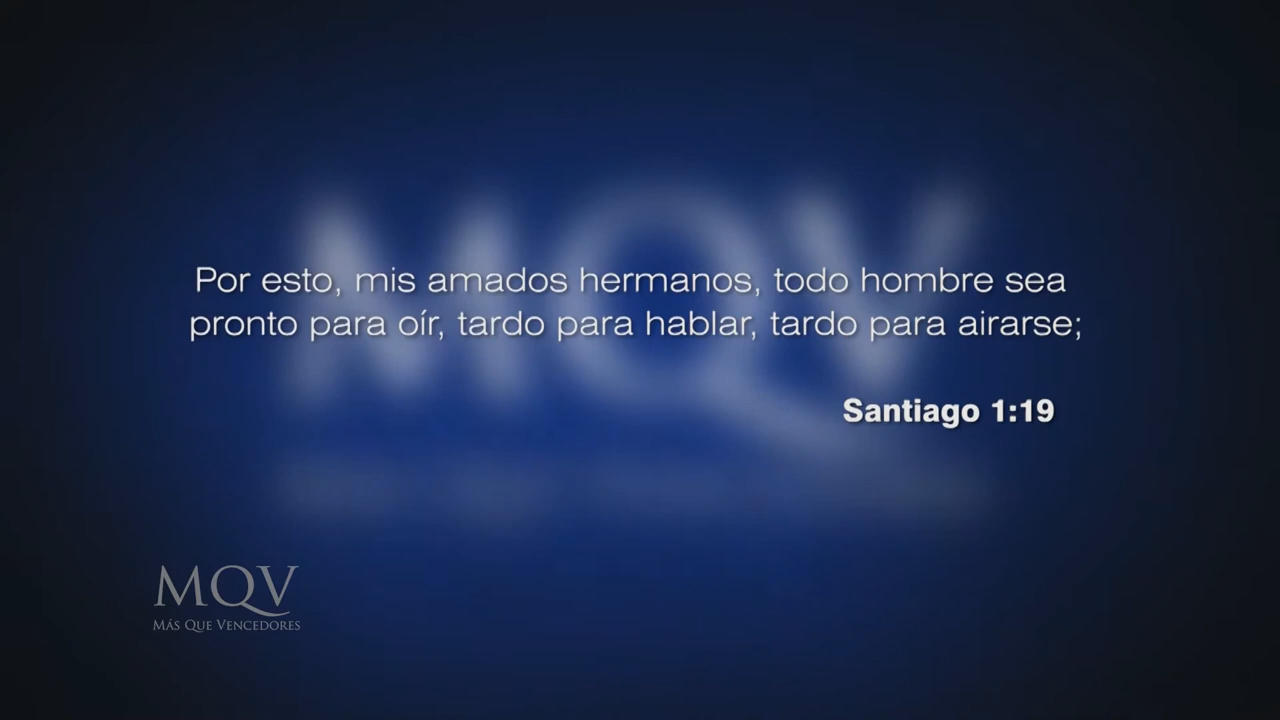 Por esto, mis amados hermanos, todo hombre sea
pronto para oír, tardo para hablar, tardo para airarse;
Santiago 1:19
MQV
MÁS QUE VENCEDORES